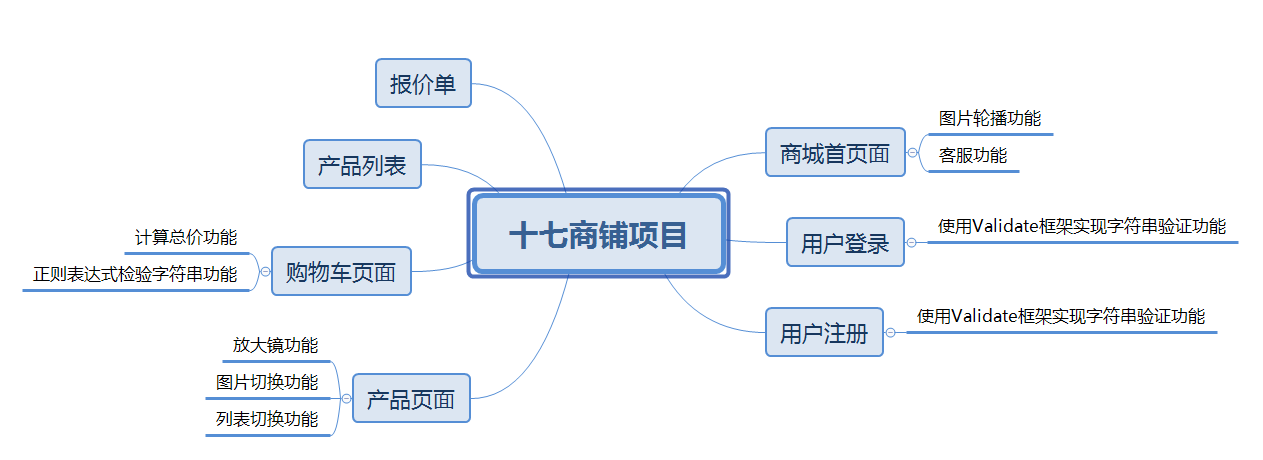 十七商铺项目
商城首页面
图片轮播功能
客服功能
用户登录
使用Validate框架实现字符串验证功能
用户注册
使用Validate框架实现字符串验证功能
报价单
产品列表
购物车页面
计算总价功能
正则表达式检验字符串功能
产品页面
放大镜功能
图片切换功能
列表切换功能